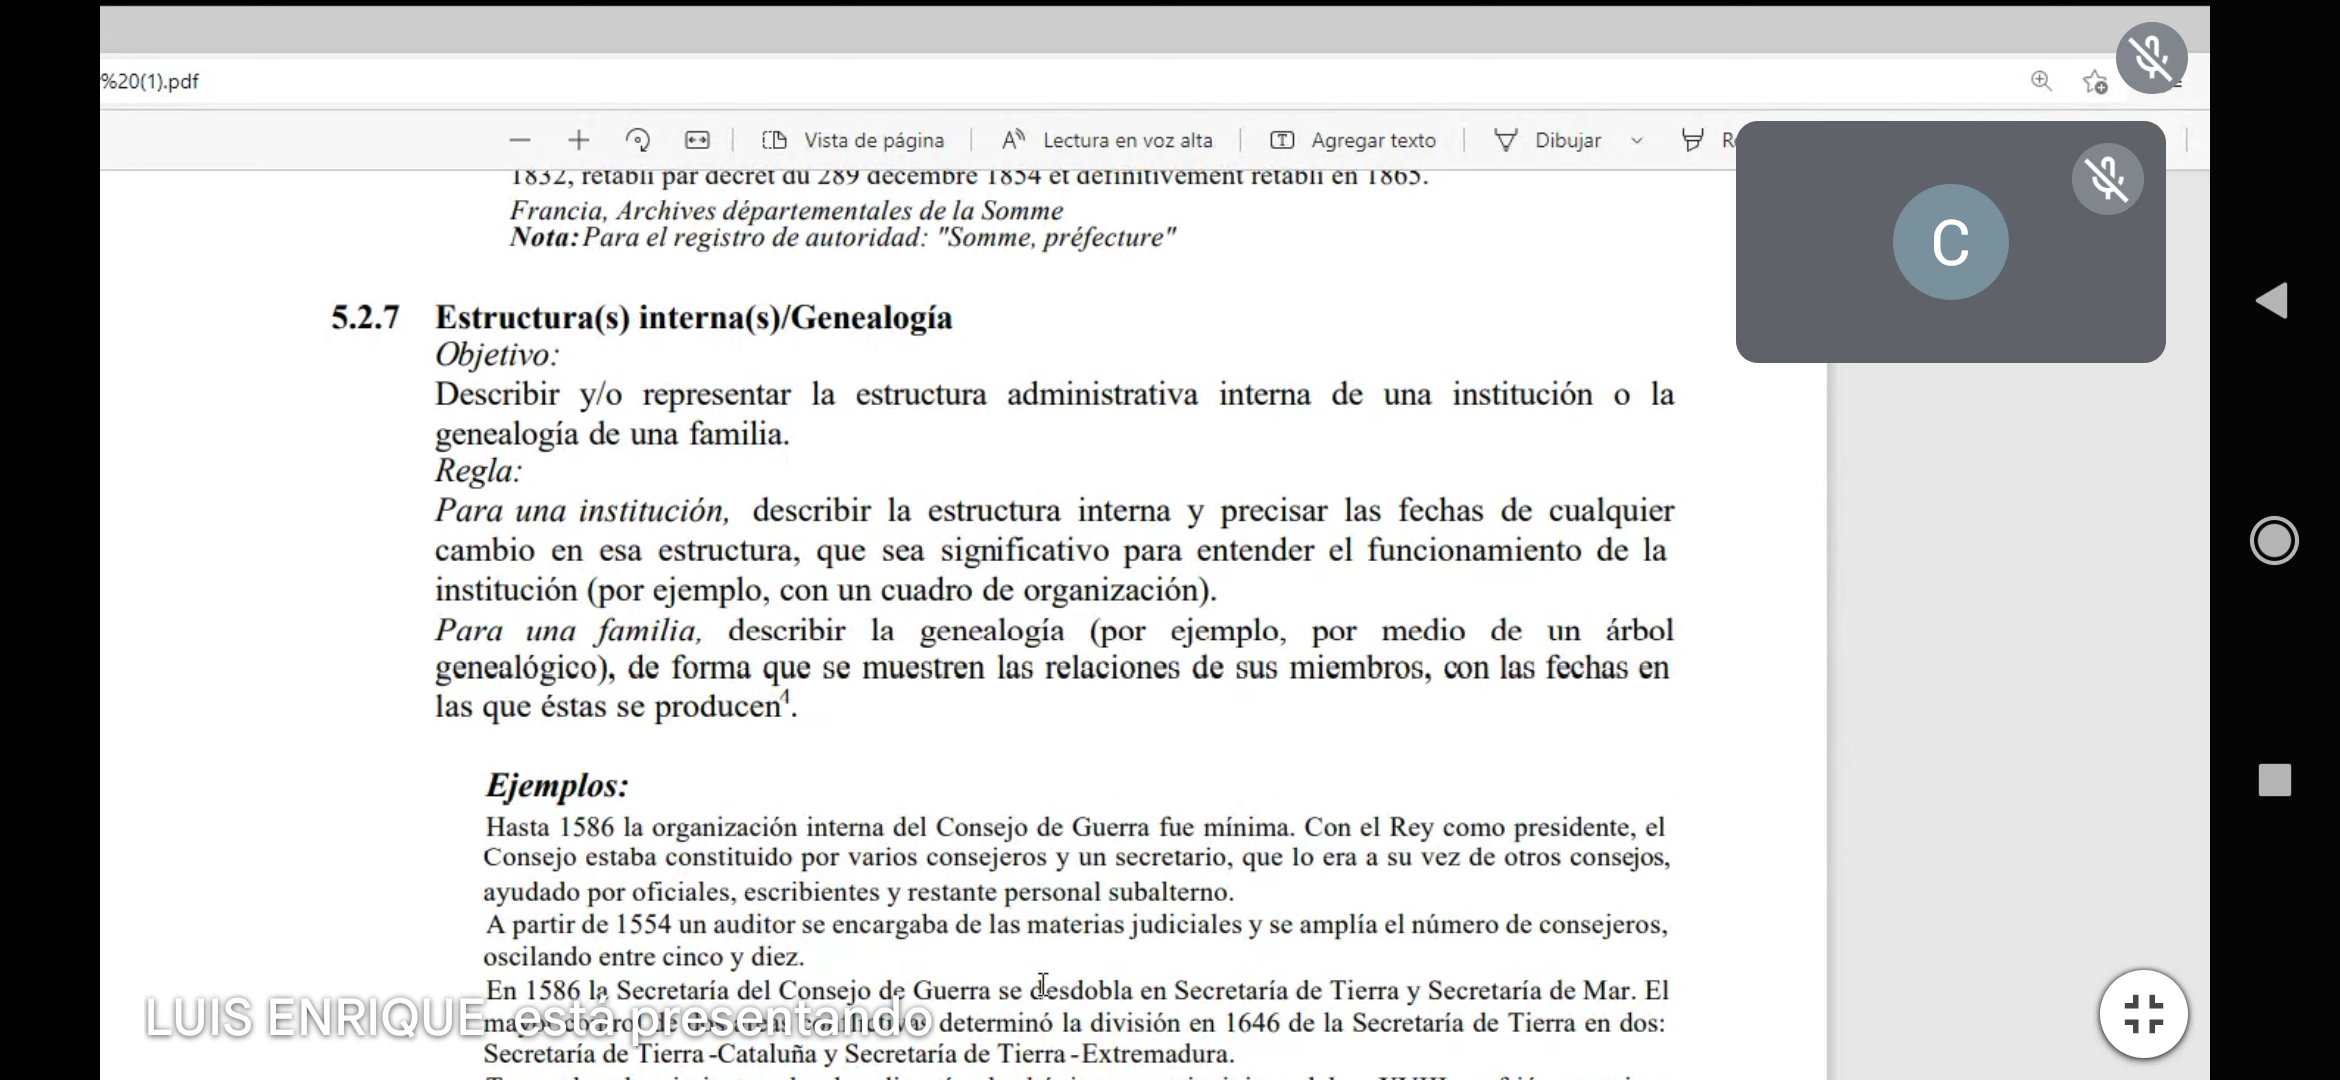 %20(1).pdf
Vista de página
Lectura en voz alta
Agregar texto
Dibujar
1832, rétabli par décret du 289 décembre 1854 et définitivement rétabli en 1865.
Francia, Archives départementales de la Somme
Nota: Para el registro de autoridad: "Somme, préfecture"
C
5.2.7 Estructura(s) interna(s)/Genealogía
Objetivo:
Describir y/o representar la estructura administrativa interna de una institución o la
genealogía de una familia.
Regla:
Para una institución, describir la estructura interna y precisar las fechas de cualquier
cambio en esa estructura, que sea significativo para entender el funcionamiento de la
institución (por ejemplo, con un cuadro de organización).
Para una familia, describir la genealogía (por ejemplo, por medio de un árbol
genealógico), de forma que se muestren las relaciones de sus miembros, con las fechas en
las que éstas se producen4.
Ejemplos:
Hasta 1586 la organización interna del Consejo de Guerra fue mínima. Con el Rey como presidente, el
Consejo estaba constituido por varios consejeros y un secretario, que lo era a su vez de otros consejos,
ayudado por oficiales, escribientes y restante personal subalterno.
A partir de 1554 un auditor se encargaba de las materias judiciales y se amplía el número de consejeros,
oscilando entre cinco y diez.
En 1586 la Secretaría del Consejo de Guerra se desdobla en Secretaría de Tierra y Secretaría de Mar. El
determinó la división en 1646 de la Secretaría de Tierra en dos:
Secretaría de Tierra -Cataluña y Secretaría de Tierra -Extremadura.
LUIS ENRIQUE está presentando